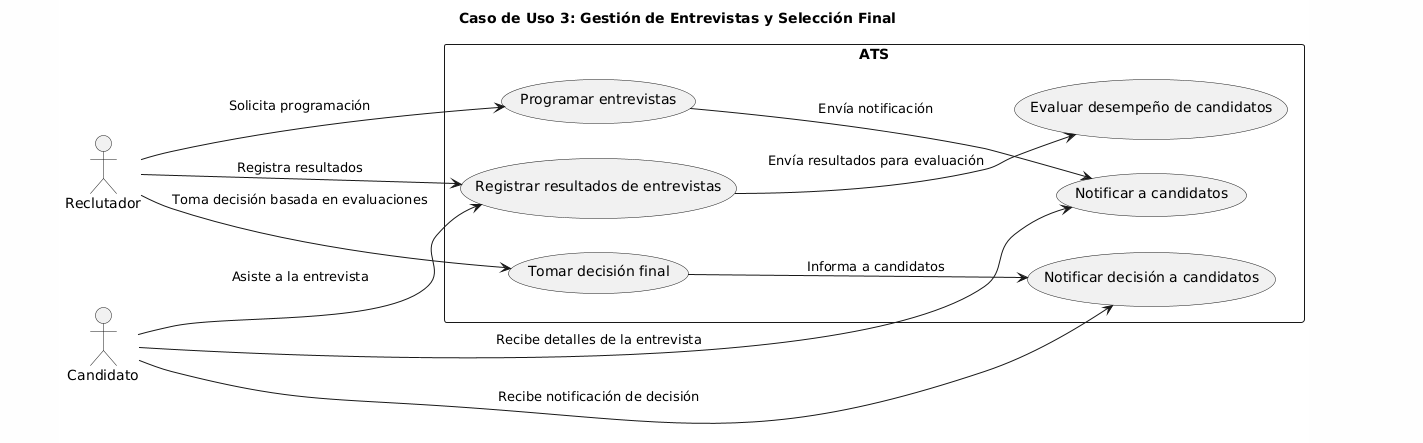 Caso de Uso 3: Gestión de Entrevistas y Selección Final
ATS
Solicita programación
Programar entrevistas
Envía notificación
Evaluar desempeño de candidatos
Reclutador
Registra resultados
Registrar resultados de entrevistas
Envía resultados para evaluación
Notificar a candidatos
Toma decisión basada en evaluaciones
Tomar decisión final
Informa a candidatos
Notificar decisión a candidatos
Asiste a la entrevista
Candidato
Recibe detalles de la entrevista
Recibe notificación de decisión